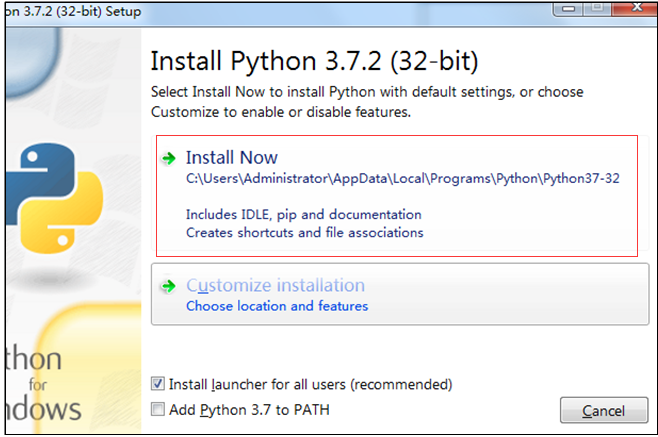 on 3.7.2 (32-bit) Setup
Install Python 3.7.2 (32-bit)
Select Install Now to install Python with default settings, or choose
Customize to enable or disable features.
Install Now
C:\Users\Administrator\AppData\Local\Programs\Python\Python37-32
Includes IDLE, pip and documentation
Creates shortcuts and file associations
Customize installation
Choose location and features
thon
for
ndows
Install launcher for all users (recommended)
Add Python 3.7 to PATH
Cancel